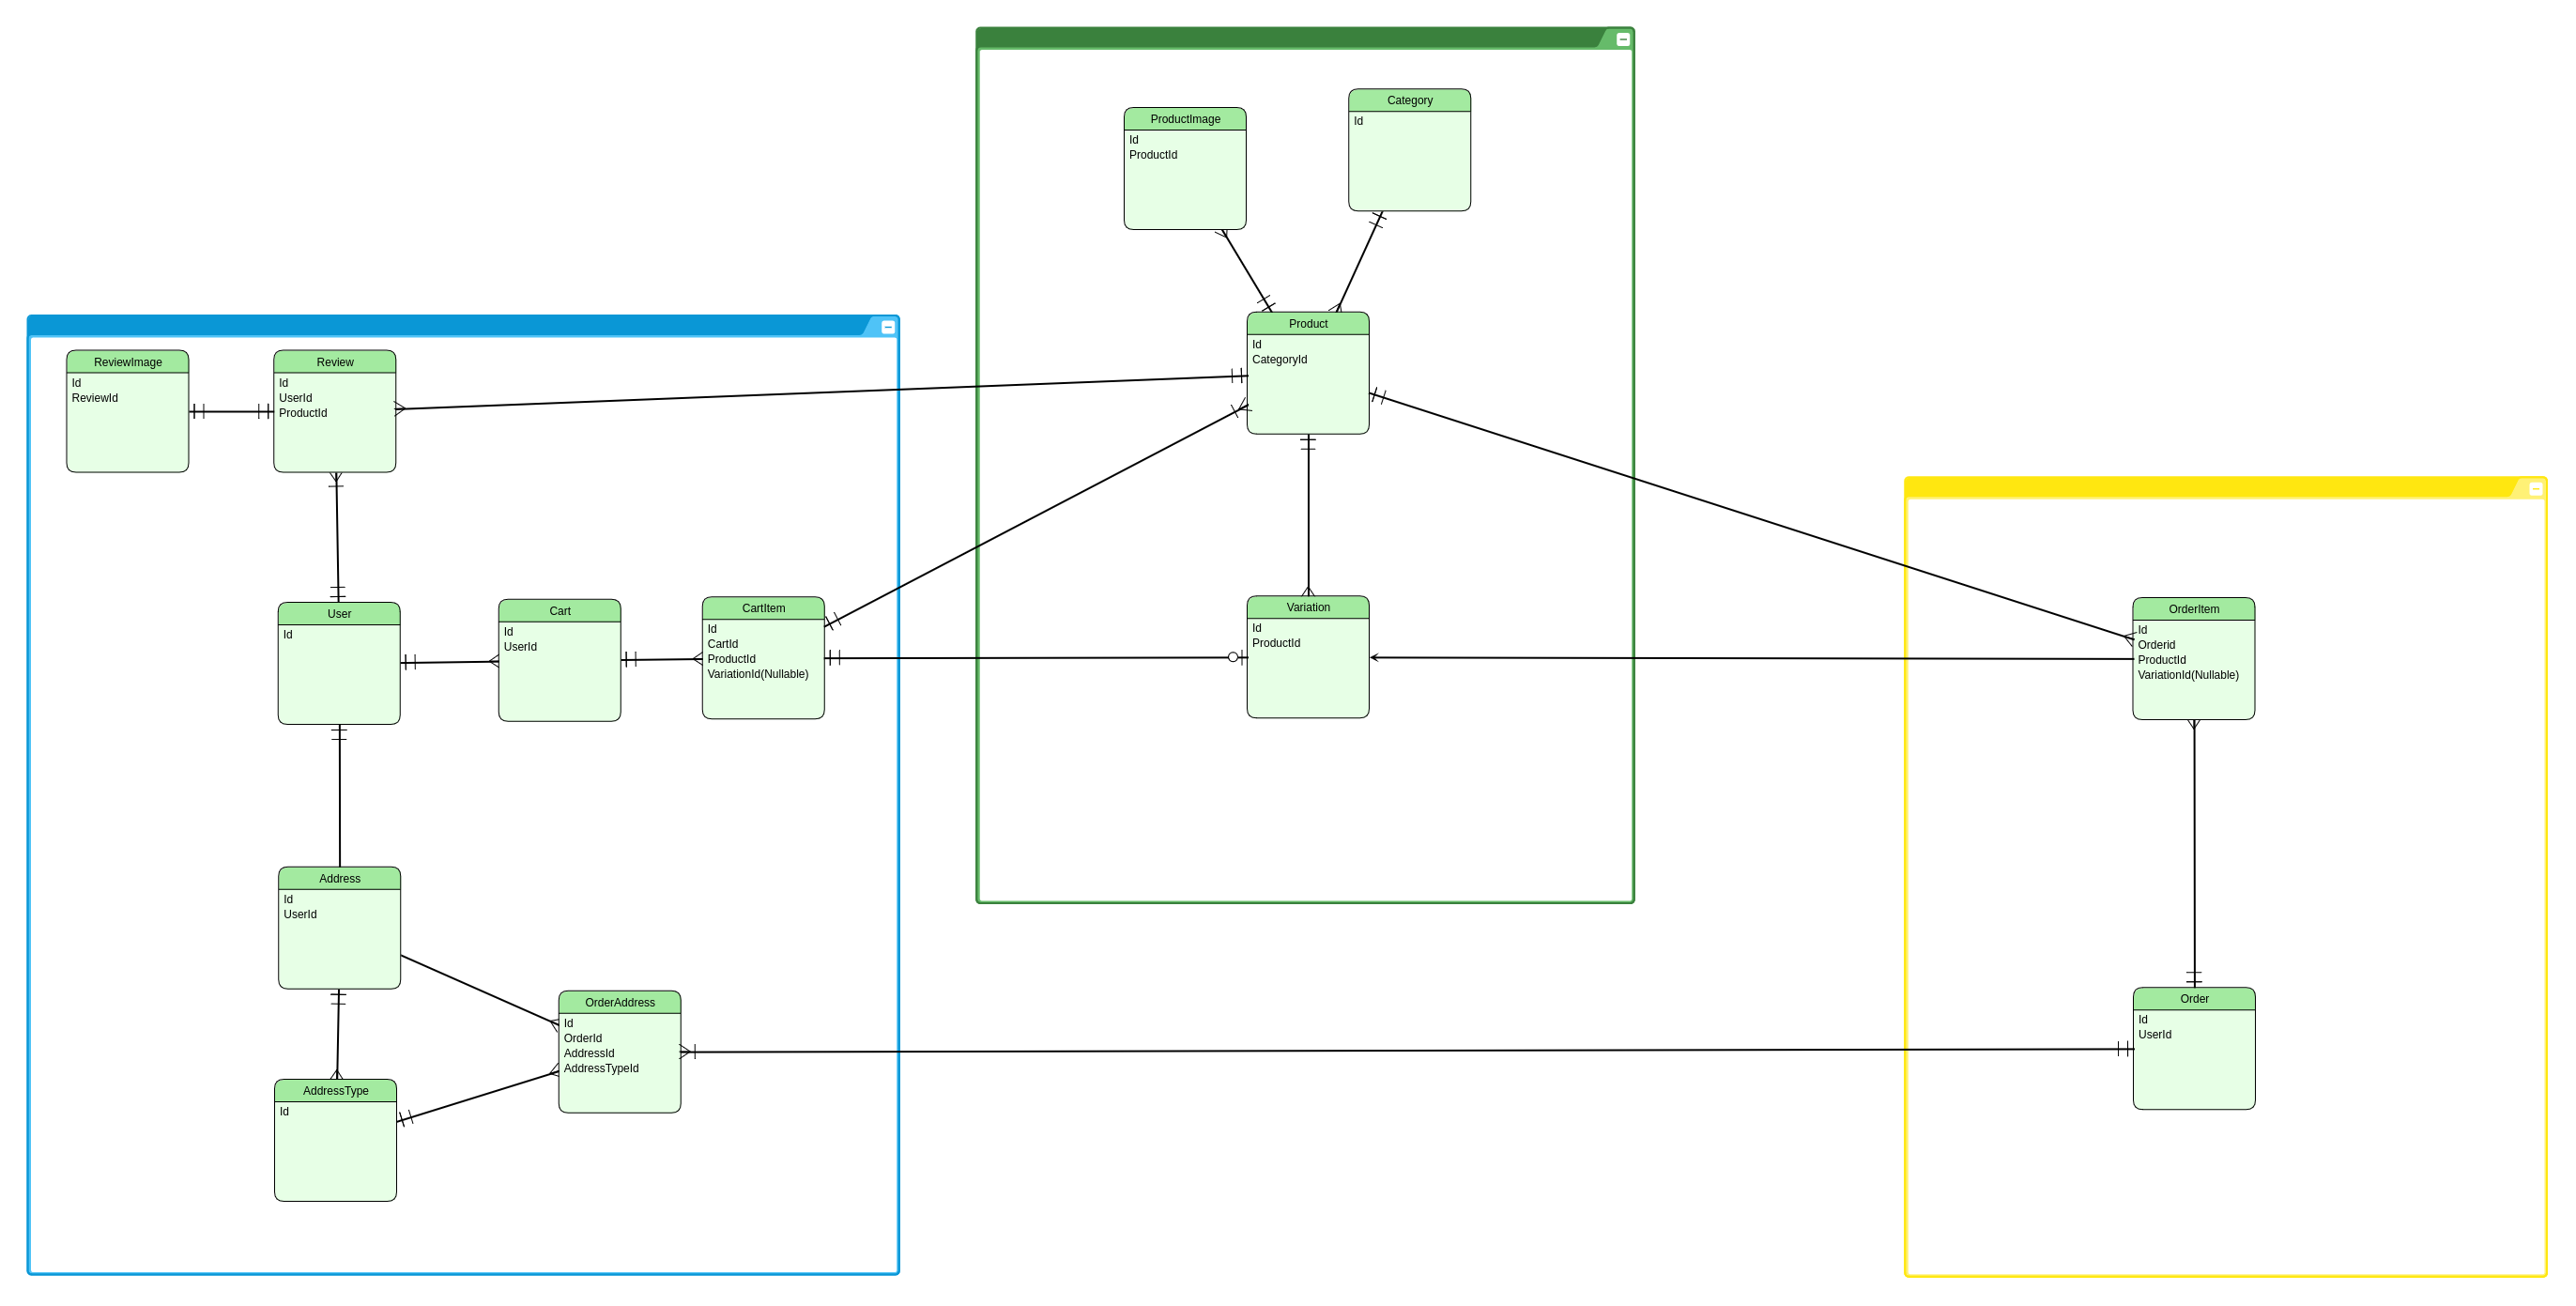 ProductImage
Id
ProductId
Category
Id
Product
Id
CategoryId
Variation
Id
ProductId
ReviewImage
Id
ReviewId
Review
Id
UserId
ProductId
User
Id
Cart
Id
UserId
CartItem
Id
CartId
ProductId
VariationId(Nullable)
Address
Id
UserId
OrderAddress
Id
OrderId
AddressId
AddressTypeId
AddressType
Id
OrderItem
Id
Orderid
ProductId
VariationId(Nullable)
Order
Id
UserId